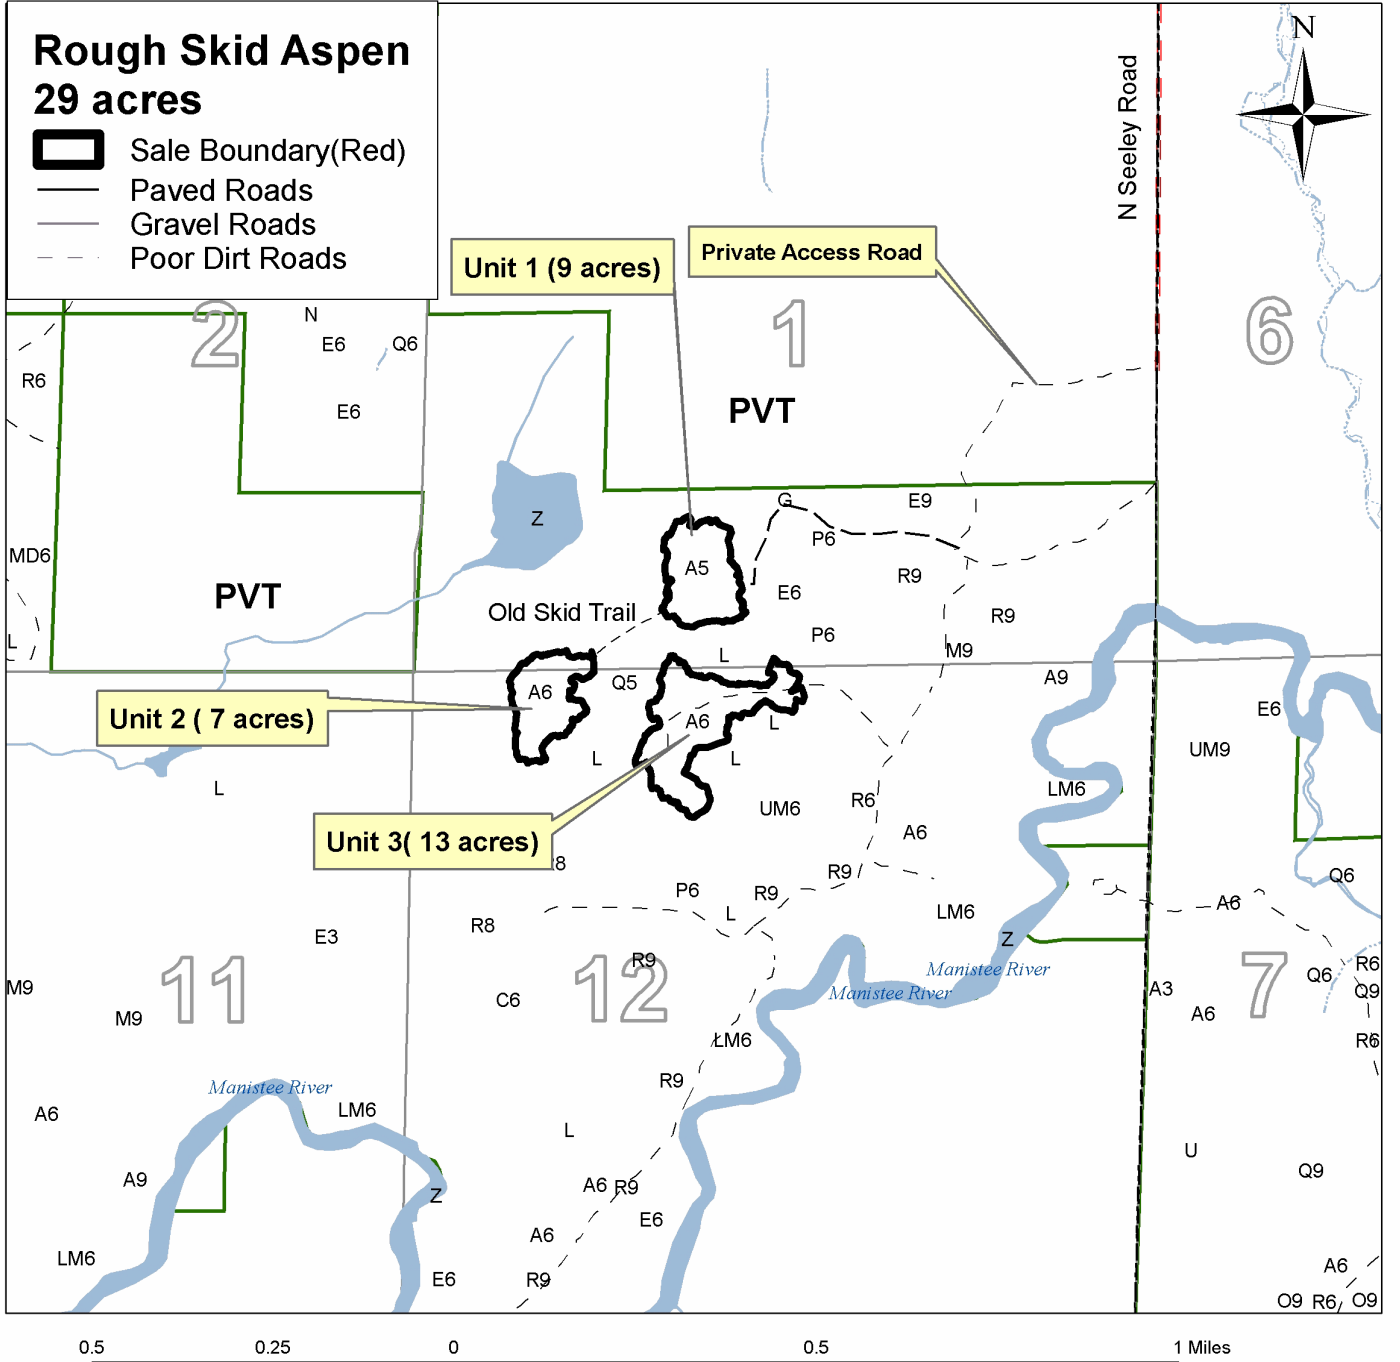 Rough Skid Aspen
29 acres
Sale Boundary(Red)
Paved Roads
Gravel Roads
Poor Dirt Roads
N
N Seeley Road
Unit 1 (9 acres)
Private Access Road
2
1
6
N
E6
Q6
R6
E6
PVT
Z
G
E9
P6
MD6
A5
R9
PVT
E6
Old Skid Trail
R9
P6
L
L
M9
A9
A6
Q5
E6
Unit 2 ( 7 acres)
A6
L
UM9
L
L
L
L
LM6
UM6
R6
A6
Unit 3( 13 acres)
8
R9
Q6
P6
R9
A6
L
LM6
R8
E3
Z
R9
11
12
7
Manistee River
R6
Q6
M9
Manistee River
A3
Q9
C6
M9
A6
LM6
R6
R9
Manistee River
LM6
A6
L
U
Q9
A9
A6
R9
Z
E6
A6
LM6
A6
E6
R9
O9
R6
O9
0.5
0.25
0
0.5
1 Miles